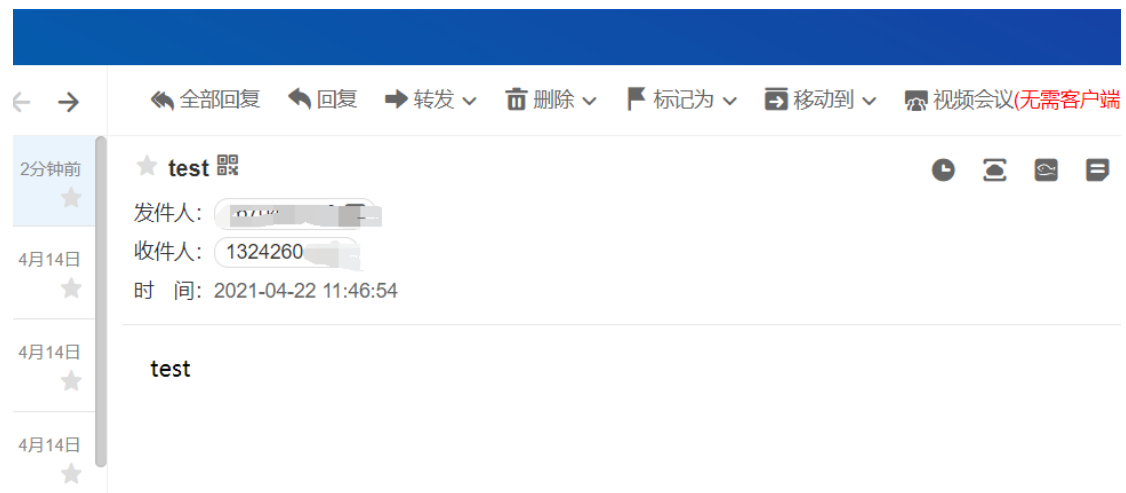 全部回复 回复 转发 删除 标记为 移动到 视频会议(无需客户端
2分钟前
test
发件人:
4月14日
收件人: 1324260
时 间: 2021-04-22 11:46:54
4月14日
test
4月14日